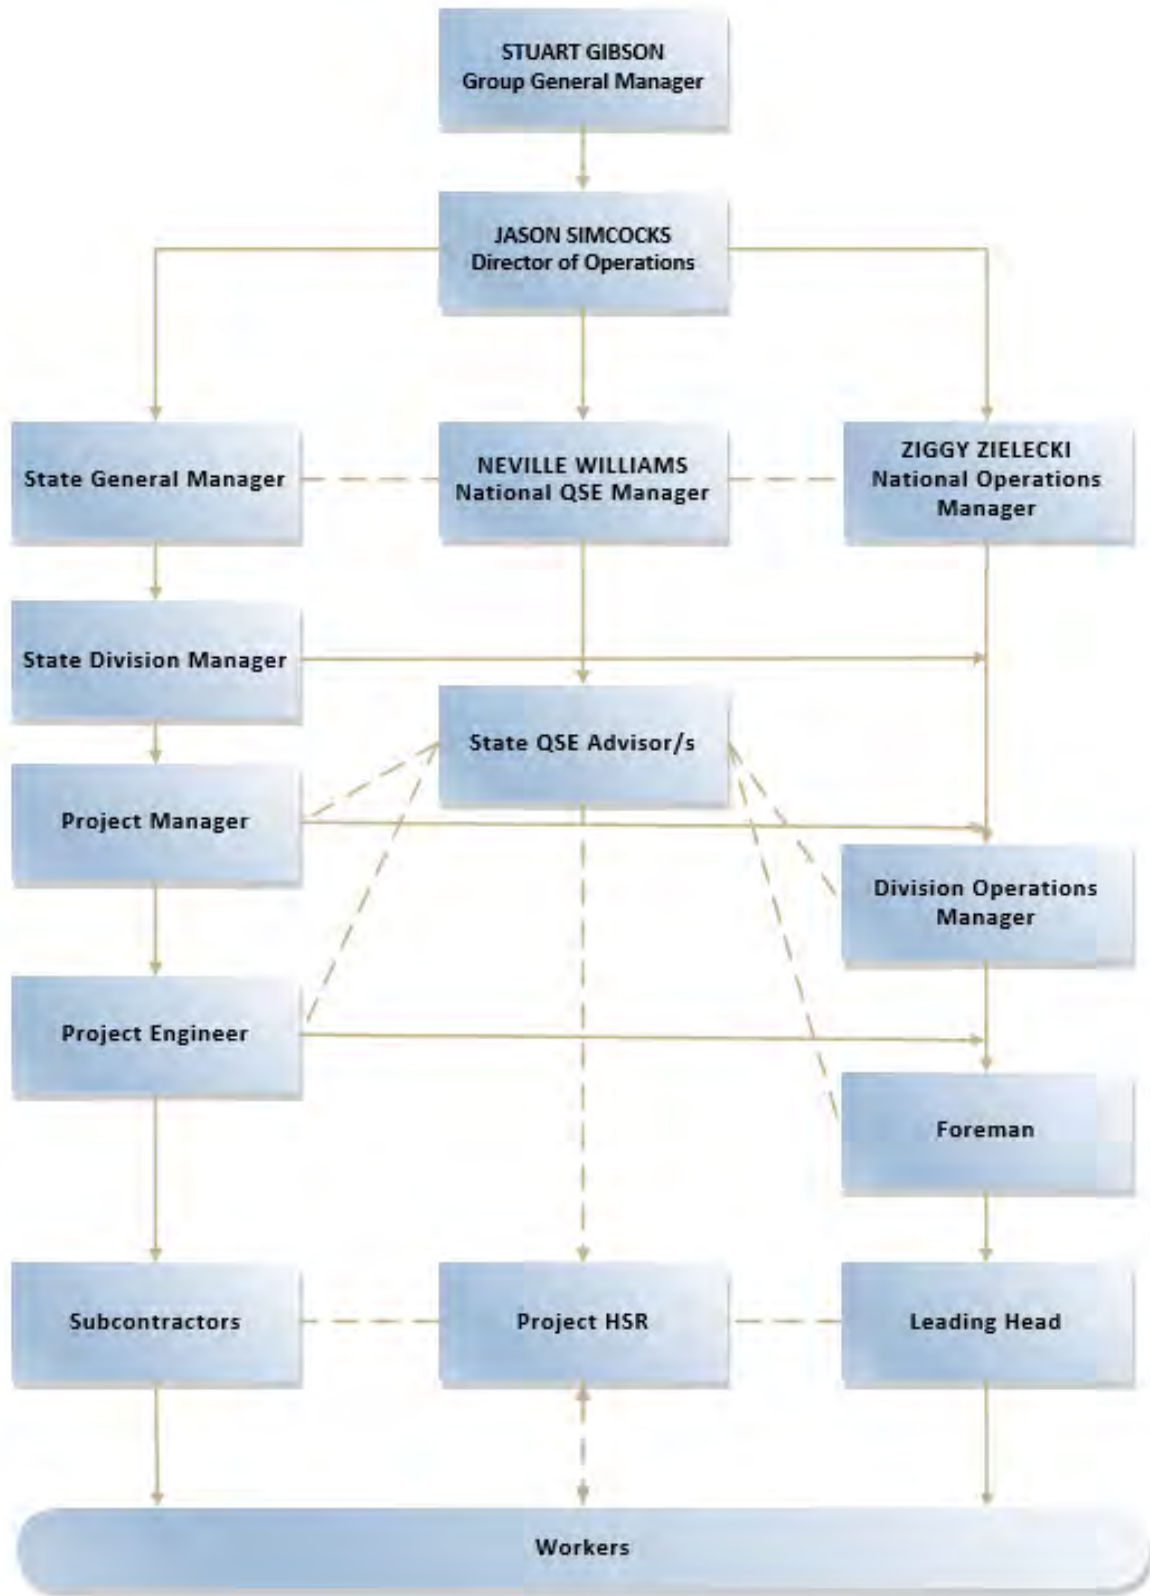 STUART GIBSON
Group General Manager
JASON SIMCOCKS
Director of Operations
State General Manager
NEVILLE WILLIAMS
National QSE Manager
ZIGGY ZIELECKI
National Operations
Manager
State Division Manager
State QSE Advisor/s
Project Manager
Division Operations
Manager
Project Engineer
Foreman
Subcontractors
Project HSR
Leading Head
Workers